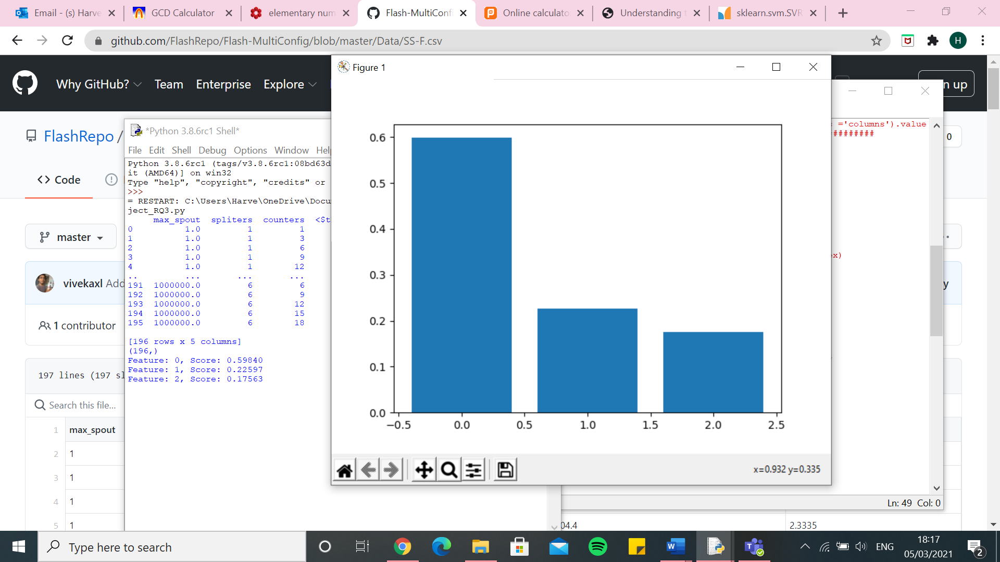 Email - (s) Harve
GCD Calculator
elementary num
Flash-MultiConfi
Online calculato
Understanding t
sklearn.svm.SVR
github.com/FlashRepo/Flash-MultiConfig/blob/master/Data/SS-F.csv
H
Figure 1
Why GitHub?
Team
Enterprise
Explore
n up
FlashRepo /
*Python 3.8.6rc1 Shell*
File Edit Shell Debug Options Window Help
Python 3.8.6rc1 (tags/v3.8.6rc1:08bd63d
it (AMD64)] on win32
Type "help", "copyright", "credits" or
>>>
= RESTART: C:\Users\Harve\OneDrive\Docu
ject_RQ3.py
max_spout spliters counters <$t
0 1.0 1 1
1 1.0 1 3
2 1.0 1 6
3 1.0 1 9
4 1.0 1 12
.. ... ... ...
191 1000000.0 6 6
192 1000000.0 6 9
193 1000000.0 6 12
194 1000000.0 6 15
195 1000000.0 6 18
[196 rows x 5 columns]
(196,)
Feature: 0, Score: 0.59840
Feature: 1, Score: 0.22597
Feature: 2, Score: 0.17563
Code
master
vivekaxl Add
1 contributor
197 lines (197 sl
Search this file...
1 max_spout
2 1
3 1
4 1
5 1
0.6
0.5
0.4
0.3
0.2
0.1
0.0
−0.5 0.0 0.5 1.0 1.5 2.0 2.5
x=0.932 y=0.335
='columns').value
#########
0
x)
y
Ln: 49 Col: 0
04.4
2.3335
Type here to search
ENG
18:17
05/03/2021
2